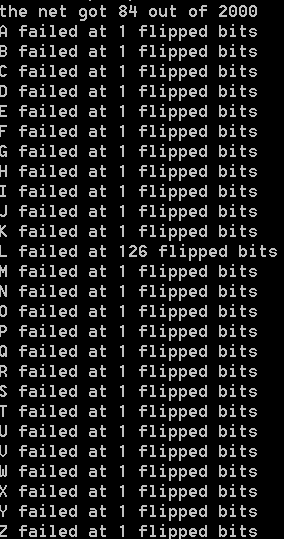 the net got 84 out of 2000
A failed at 1 flipped bits
B failed at 1 flipped bits
C failed at 1 flipped bits
D failed at 1 flipped bits
E failed at 1 flipped bits
F failed at 1 flipped bits
G failed at 1 flipped bits
H failed at 1 flipped bits
I failed at 1 flipped bits
J failed at 1 flipped bits
K failed at 1 flipped bits
L failed at 126 flipped bits
M failed at 1 flipped bits
N failed at 1 flipped bits
O failed at 1 flipped bits
P failed at 1 flipped bits
Q failed at 1 flipped bits
R failed at 1 flipped bits
S failed at 1 flipped bits
T failed at 1 flipped bits
U failed at 1 flipped bits
V failed at 1 flipped bits
W failed at 1 flipped bits
X failed at 1 flipped bits
Y failed at 1 flipped bits
Z failed at 1 flipped bits